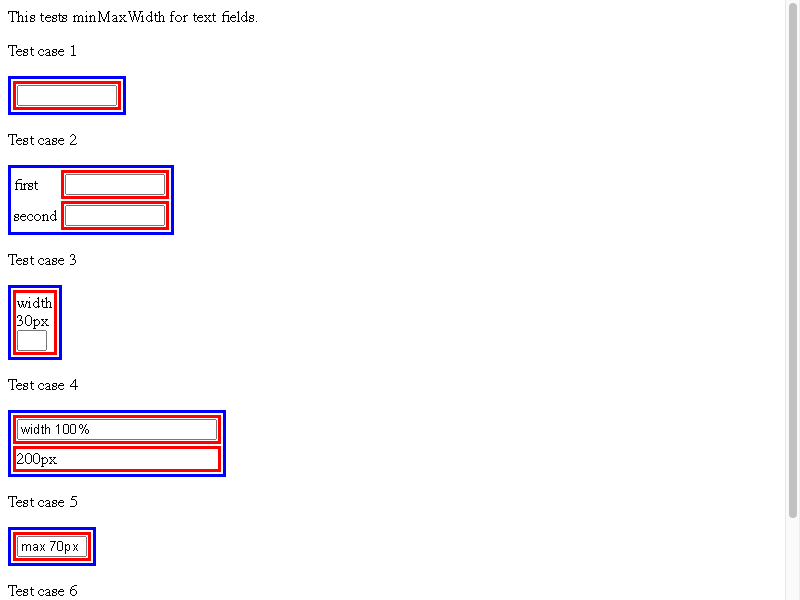 This tests minMaxWidth for text fields.
Test case 1
Test case 2
first
second
Test case 3
width
30px
Test case 4
width 100%
200px
Test case 5
max 70px
Test case 6